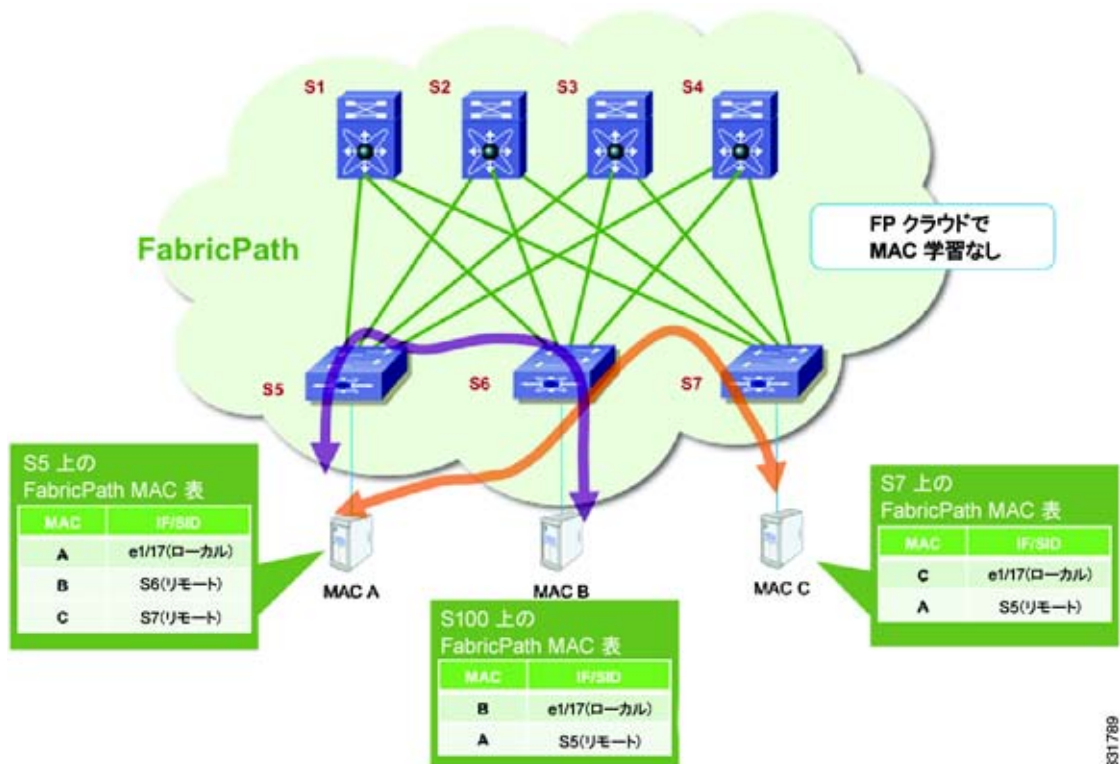 S1
S2
S3
S4
FP クラウドで
MAC 学習なし
FabricPath
S5
S6
S7
S5 上の
FabricPath MAC 表
MAC IF/SID
A e1/17(ローカル)
B S6(リモート)
C S7(リモート)
MAC A
MAC B
MAC C
S7 上の
FabricPath MAC 表
MAC IF/SID
C e1/17(ローカル)
A S5(リモート)
S100 上の
FabricPath MAC 表
MAC IF/SID
B e1/17(ローカル)
A S5(リモート)
331789